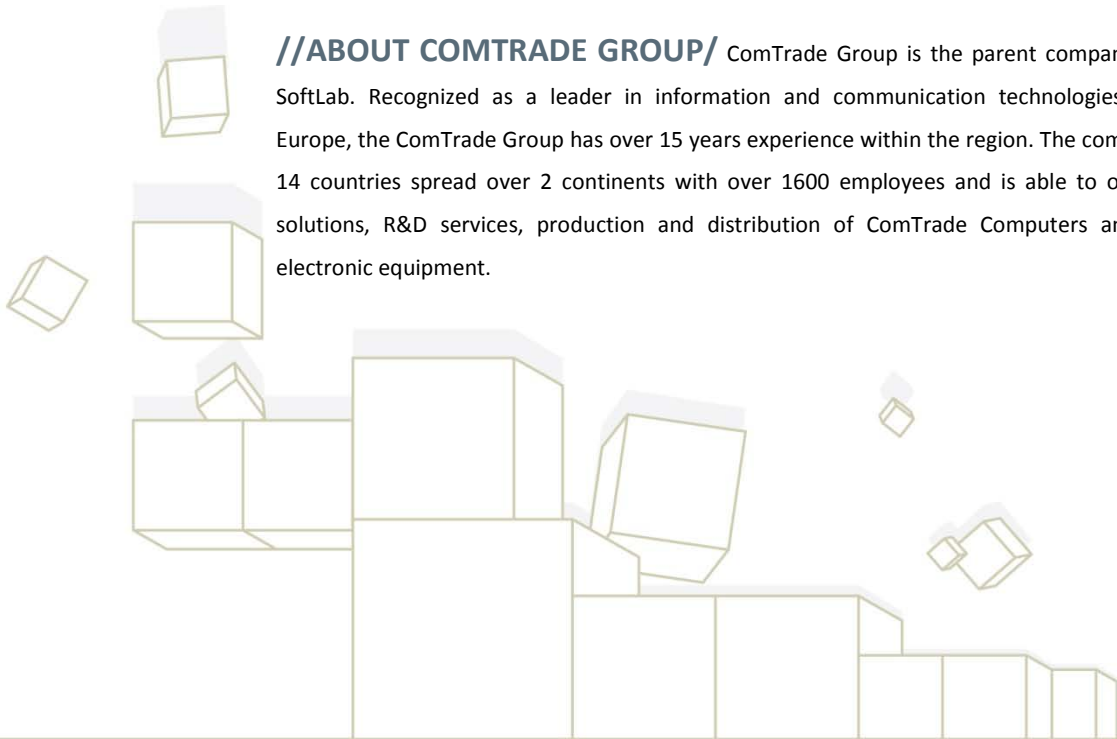 //ABOUT COMTRADE GROUP/ ComTrade Group is the parent
SoftLab. Recognized as a leader in information and communication
Europe, the ComTrade Group has over 15 years experience within the region. The
14 countries spread over 2 continents with over 1600 employees and is able to
solutions, R&D services, production and distribution of ComTrade Computers
electronic equipment.